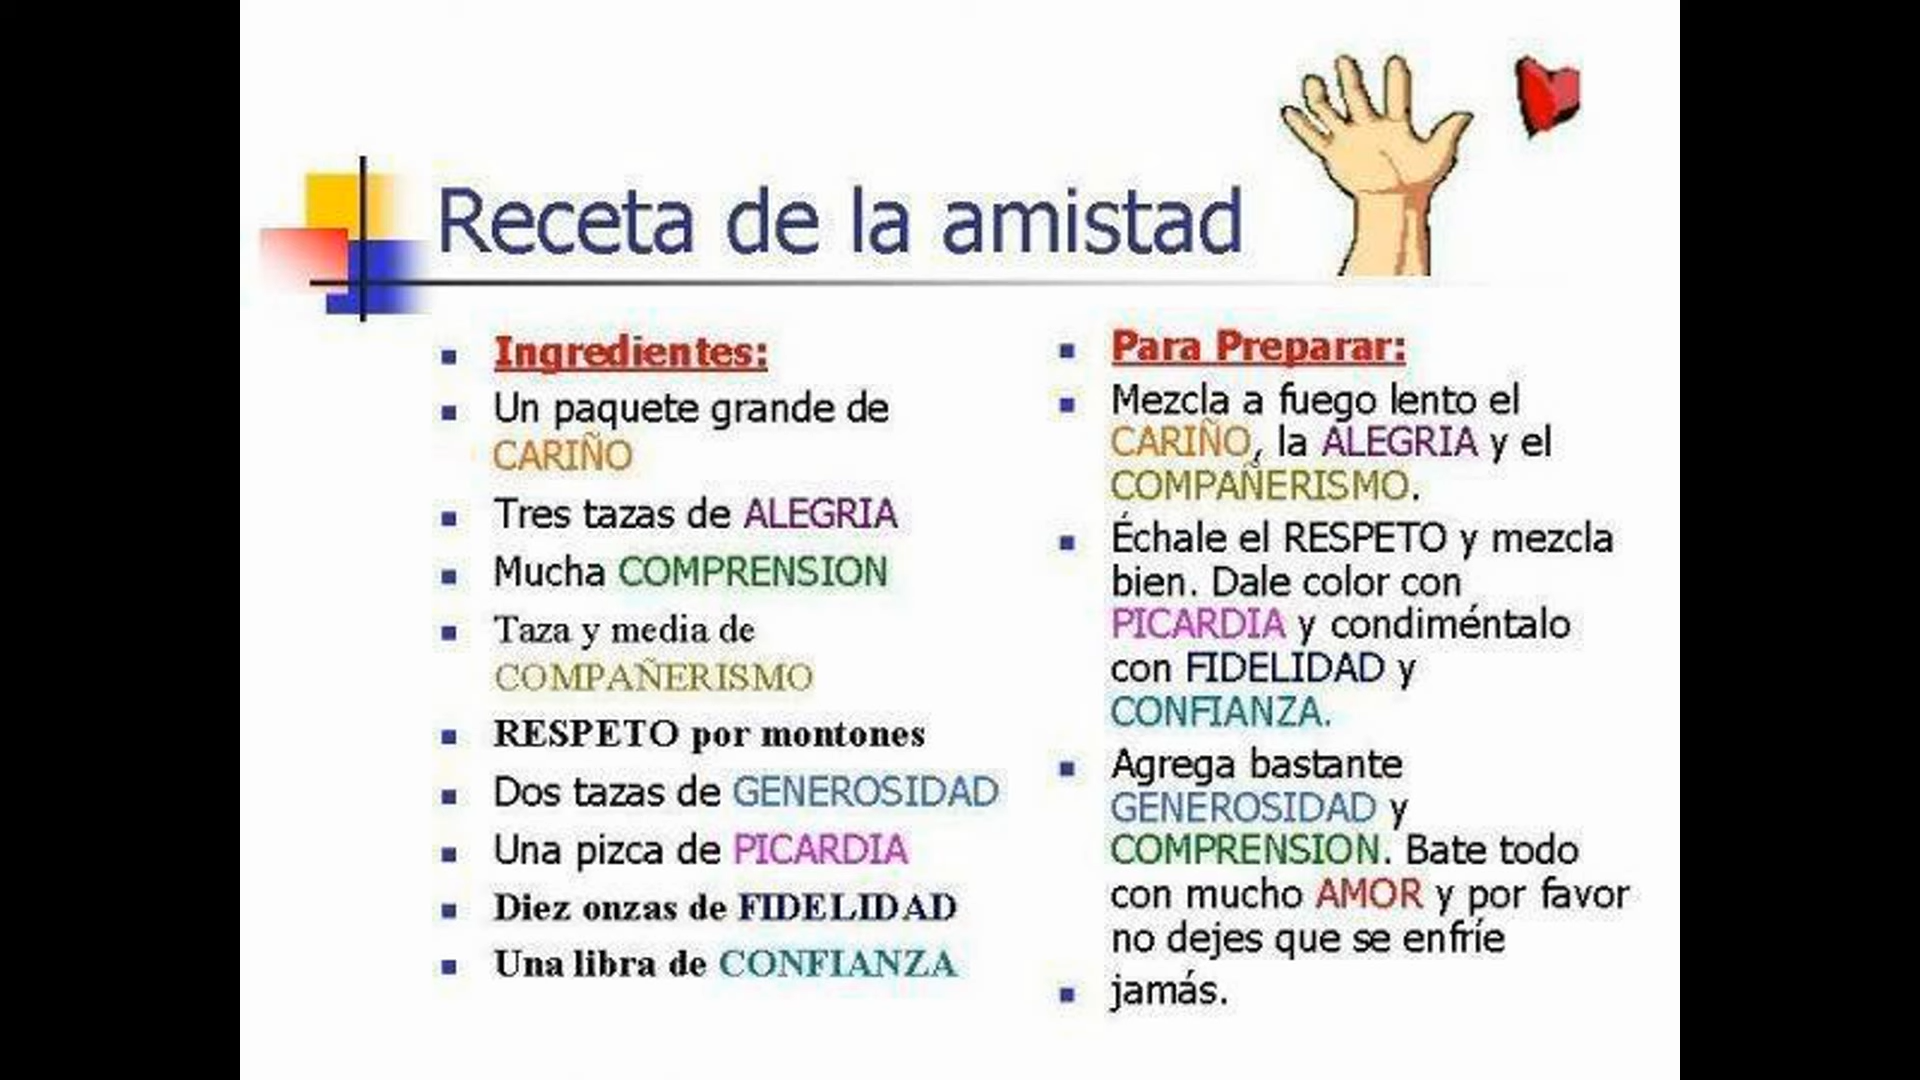 Receta de la amistad
Ingredientes:
Un paquete grande de
CARIÑO
Tres tazas de ALEGRIA
Mucha COMPRENSION
Taza y media de
COMPAÑERISMO
RESPETO por montones
Dos tazas de GENEROSIDAD
Una pizca de PICARDIA
Diez onzas de FIDELIDAD
Una libra de CONFIANZA
Para Preparar:
Mezcla a fuego lento el
CARIÑO, la ALEGRIA y el
COMPAÑERISMO.
Échale el RESPETO y mezcla
bien. Dale color con
PICARDIA y condiméntalo
con FIDELIDAD y
CONFIANZA.
Agrega bastante
GENEROSIDAD y
COMPRENSION. Bate todo
con mucho AMOR y por favor
no dejes que se enfríe
jamás.